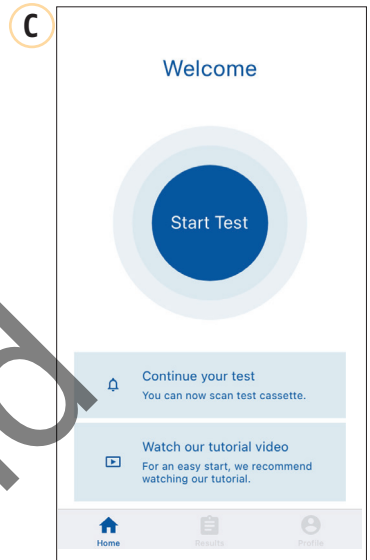 C
Welcome
Start Test
Continue your test
You can now scan test cassette.
Watch our tutorial video
For an easy start, we recommend
watching our tutorial.
Home
Results
Profile